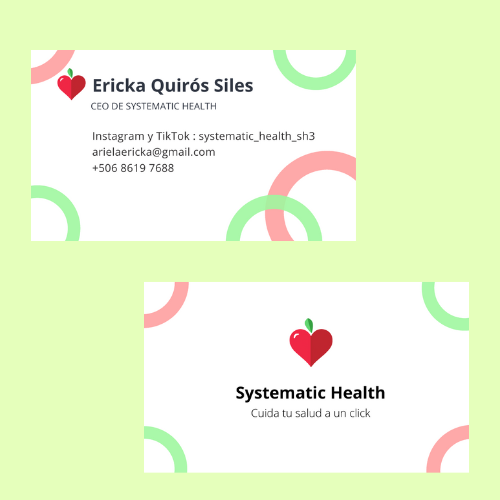 Ericka Quirós Siles
CEO DE SYSTEMATIC HEALTH
Instagram y TikTok : systematic_health_sh3
arielaericka@gmail.com
+506 8619 7688
Systematic Health
Cuida tu salud a un click